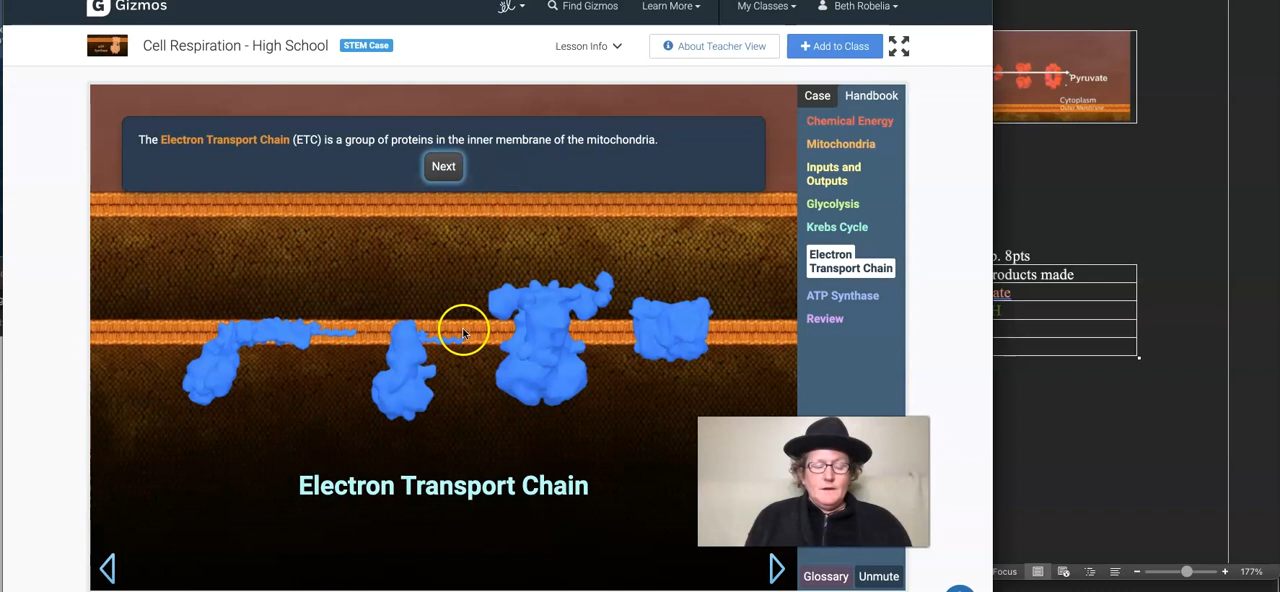 Gizmos
Find Gizmos
Learn More
My Classes
Beth Robelia
Cell Respiration - High School
STEM Case
Lesson Info
About Teacher View
+ Add to Class
The Electron Transport Chain (ETC) is a group of proteins in the inner membrane of the mitochondria.
Next
Electron Transport Chain
Case
Handbook
Chemical Energy
Mitochondria
Inputs and
Outputs
Glycolysis
Krebs Cycle
Electron
Transport Chain
ATP Synthase
Review
Glossary
Unmute
Pyruvate
Cytoplasm
Outer Membrane
. 8pts
roducts made
ate
H
Focus
177%